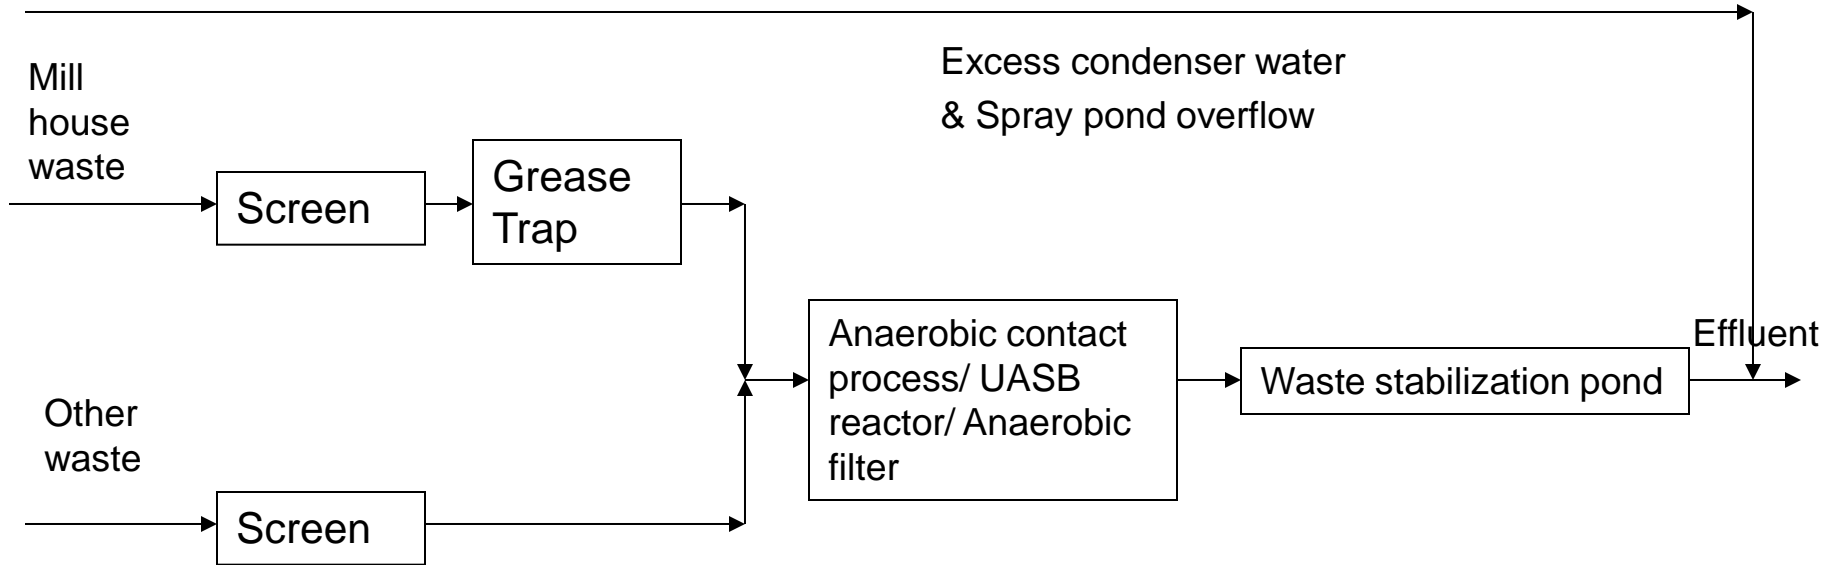 Excess condenser water
& Spray pond overflow
Mill
house
waste
Screen
Grease
Trap
Anaerobic contact
process/ UASB
reactor/ Anaerobic
filter
Waste stabilization pond
Effluent
Other
waste
Screen